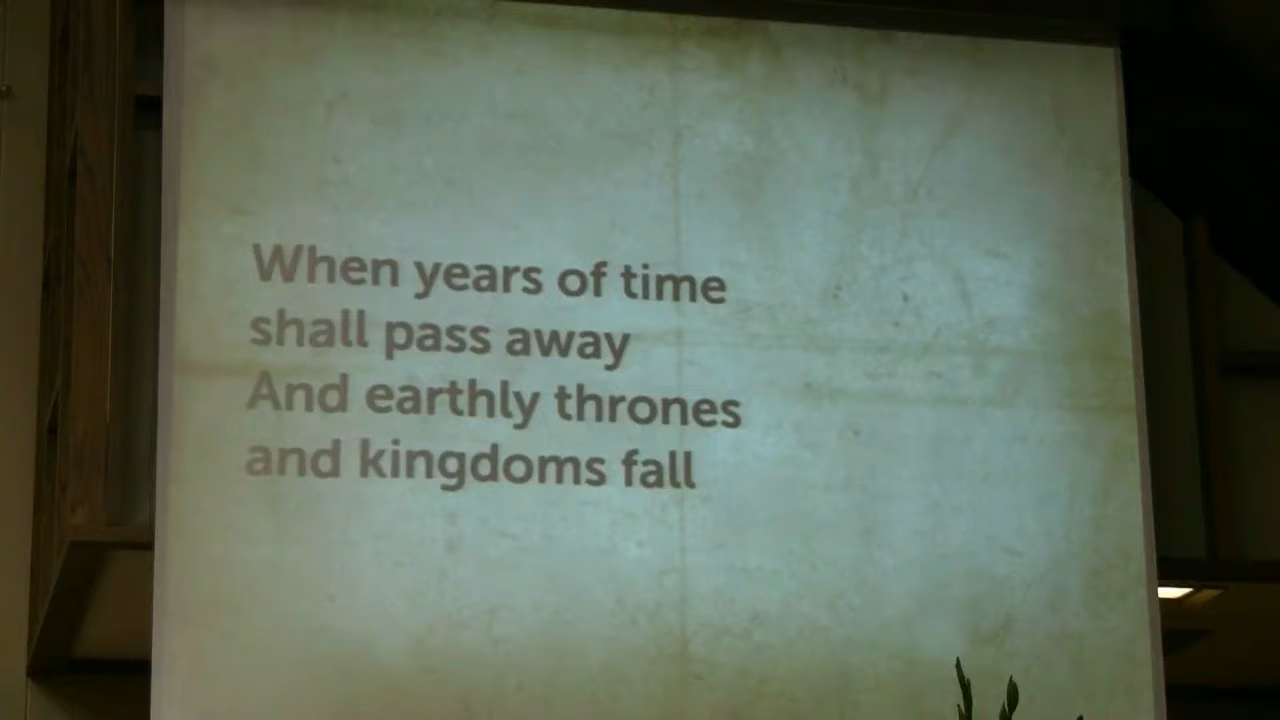 When years of time
shall pass away
And earthly thrones
and kingdoms fall